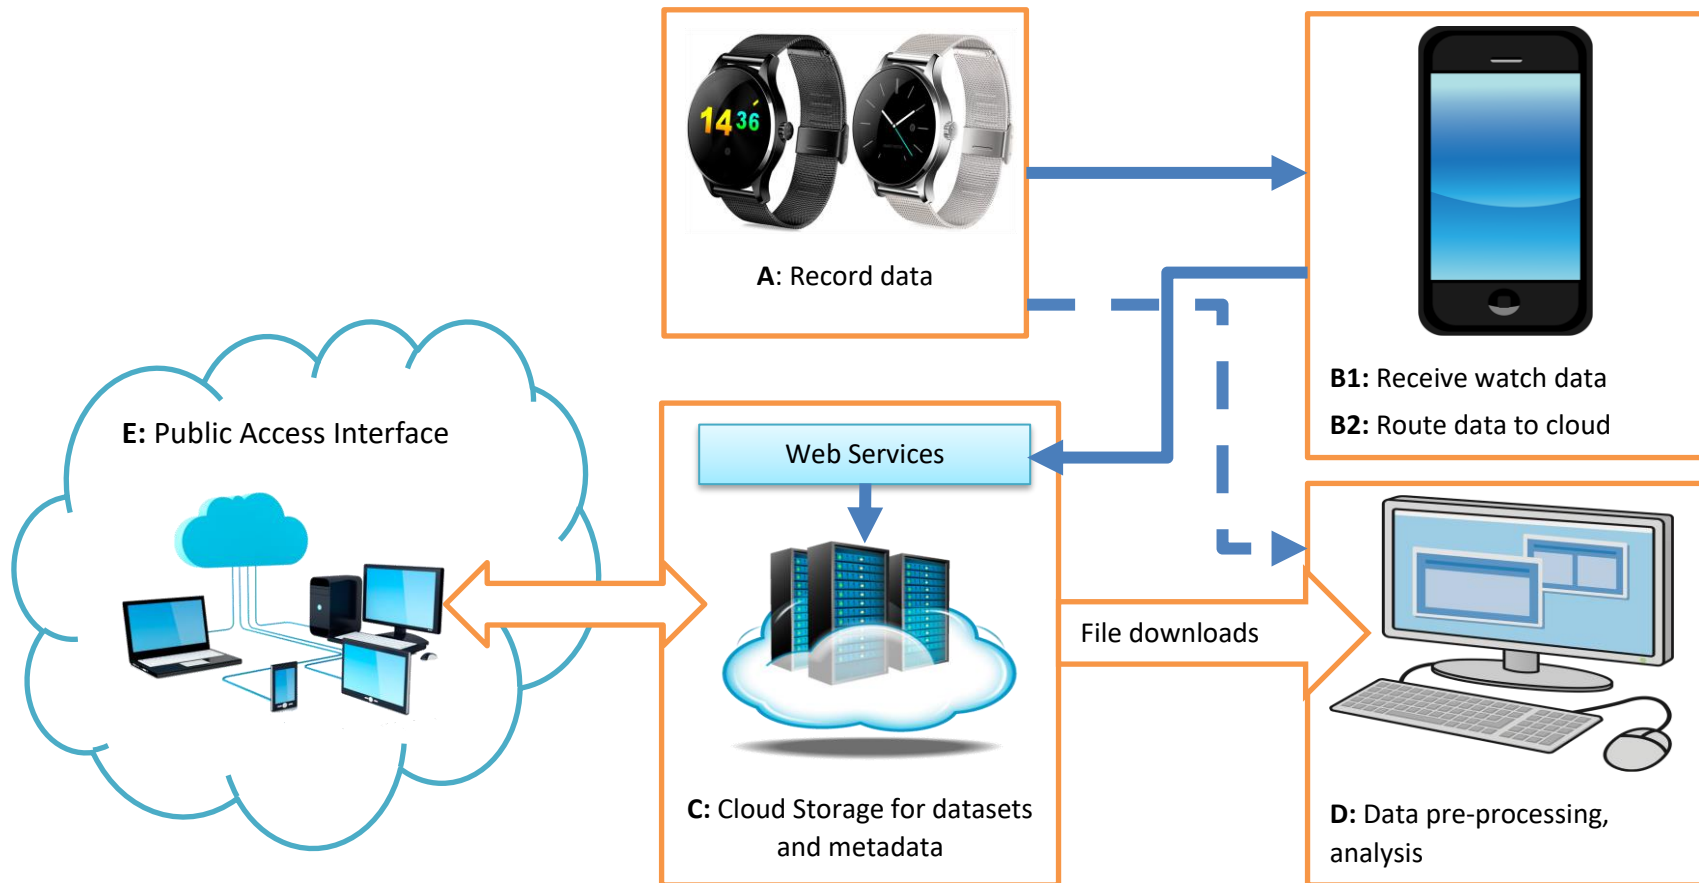 14 36
A: Record data
B1: Receive watch data
B2: Route data to cloud
E: Public Access Interface
Web Services
File downloads
C: Cloud Storage for datasets
and metadata
D: Data pre-processing,
analysis